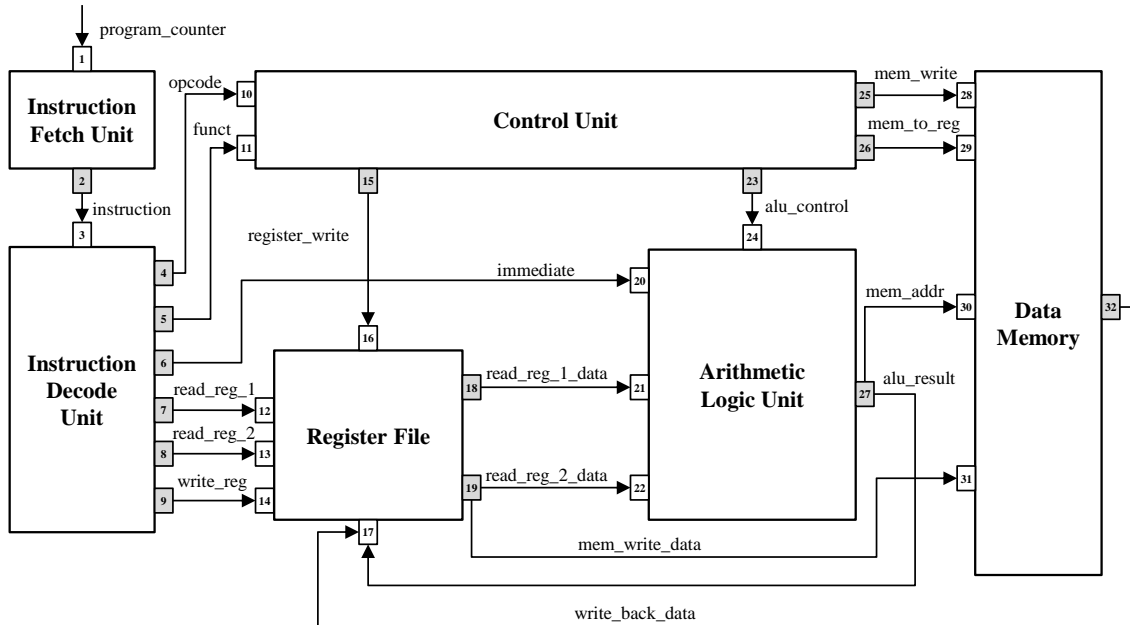 program_counter
1
Instruction
Fetch Unit
2
instruction
3
Instruction
Decode
Unit
4
5
6
7
8
9
opcode
funct
10
11
Control Unit
15
23
25
26
mem_write
mem_to_reg
28
29
register_write
alu_control
24
immediate
20
read_reg_1
12
read_reg_2
13
write_reg
14
16
Register File
17
18
19
read_reg_1_data
21
read_reg_2_data
22
Arithmetic
Logic Unit
27
mem_addr
alu_result
30
31
Data
Memory
32
mem_write_data
write_back_data